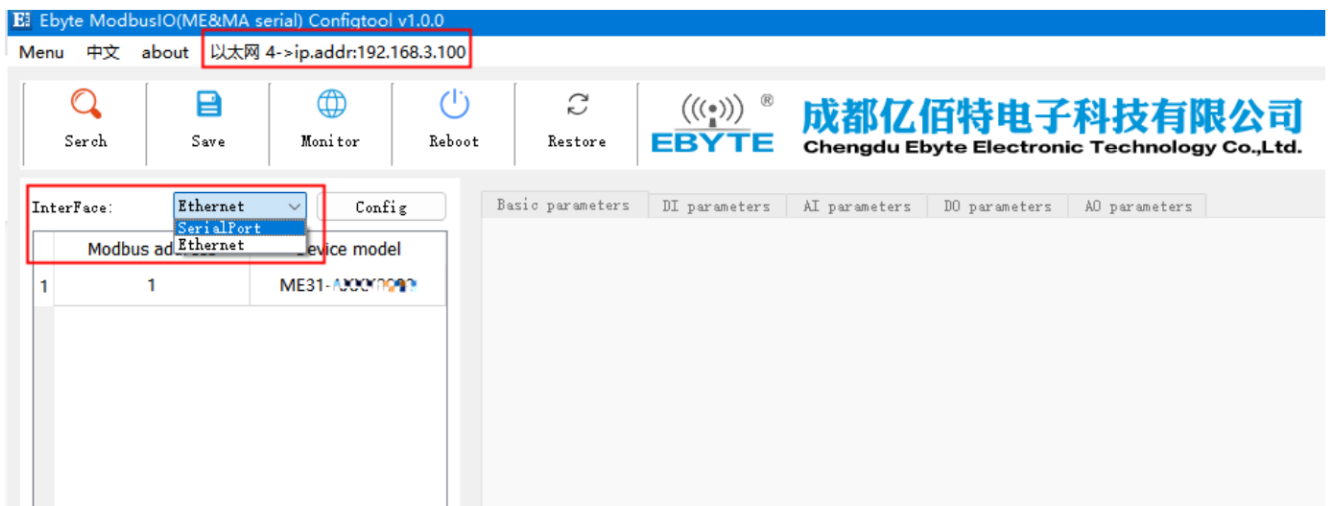 Ebyte ModbusIO(ME&MA serial) Configtool v1.0.0
Menu 中文 about 以太网 4->ip.addr:192.168.3.100
Serch Save Monitor Reboot Restore
EBYTE ®
成都亿佰特电子科技有限公司
Chengdu Ebyte Electronic Technology Co.,Ltd.
InterFace: Ethernet Config
SerialPort
Ethernet
Basic parameters DI parameters AI parameters DO parameters AO parameters
Modbus
model
1 1 ME31-